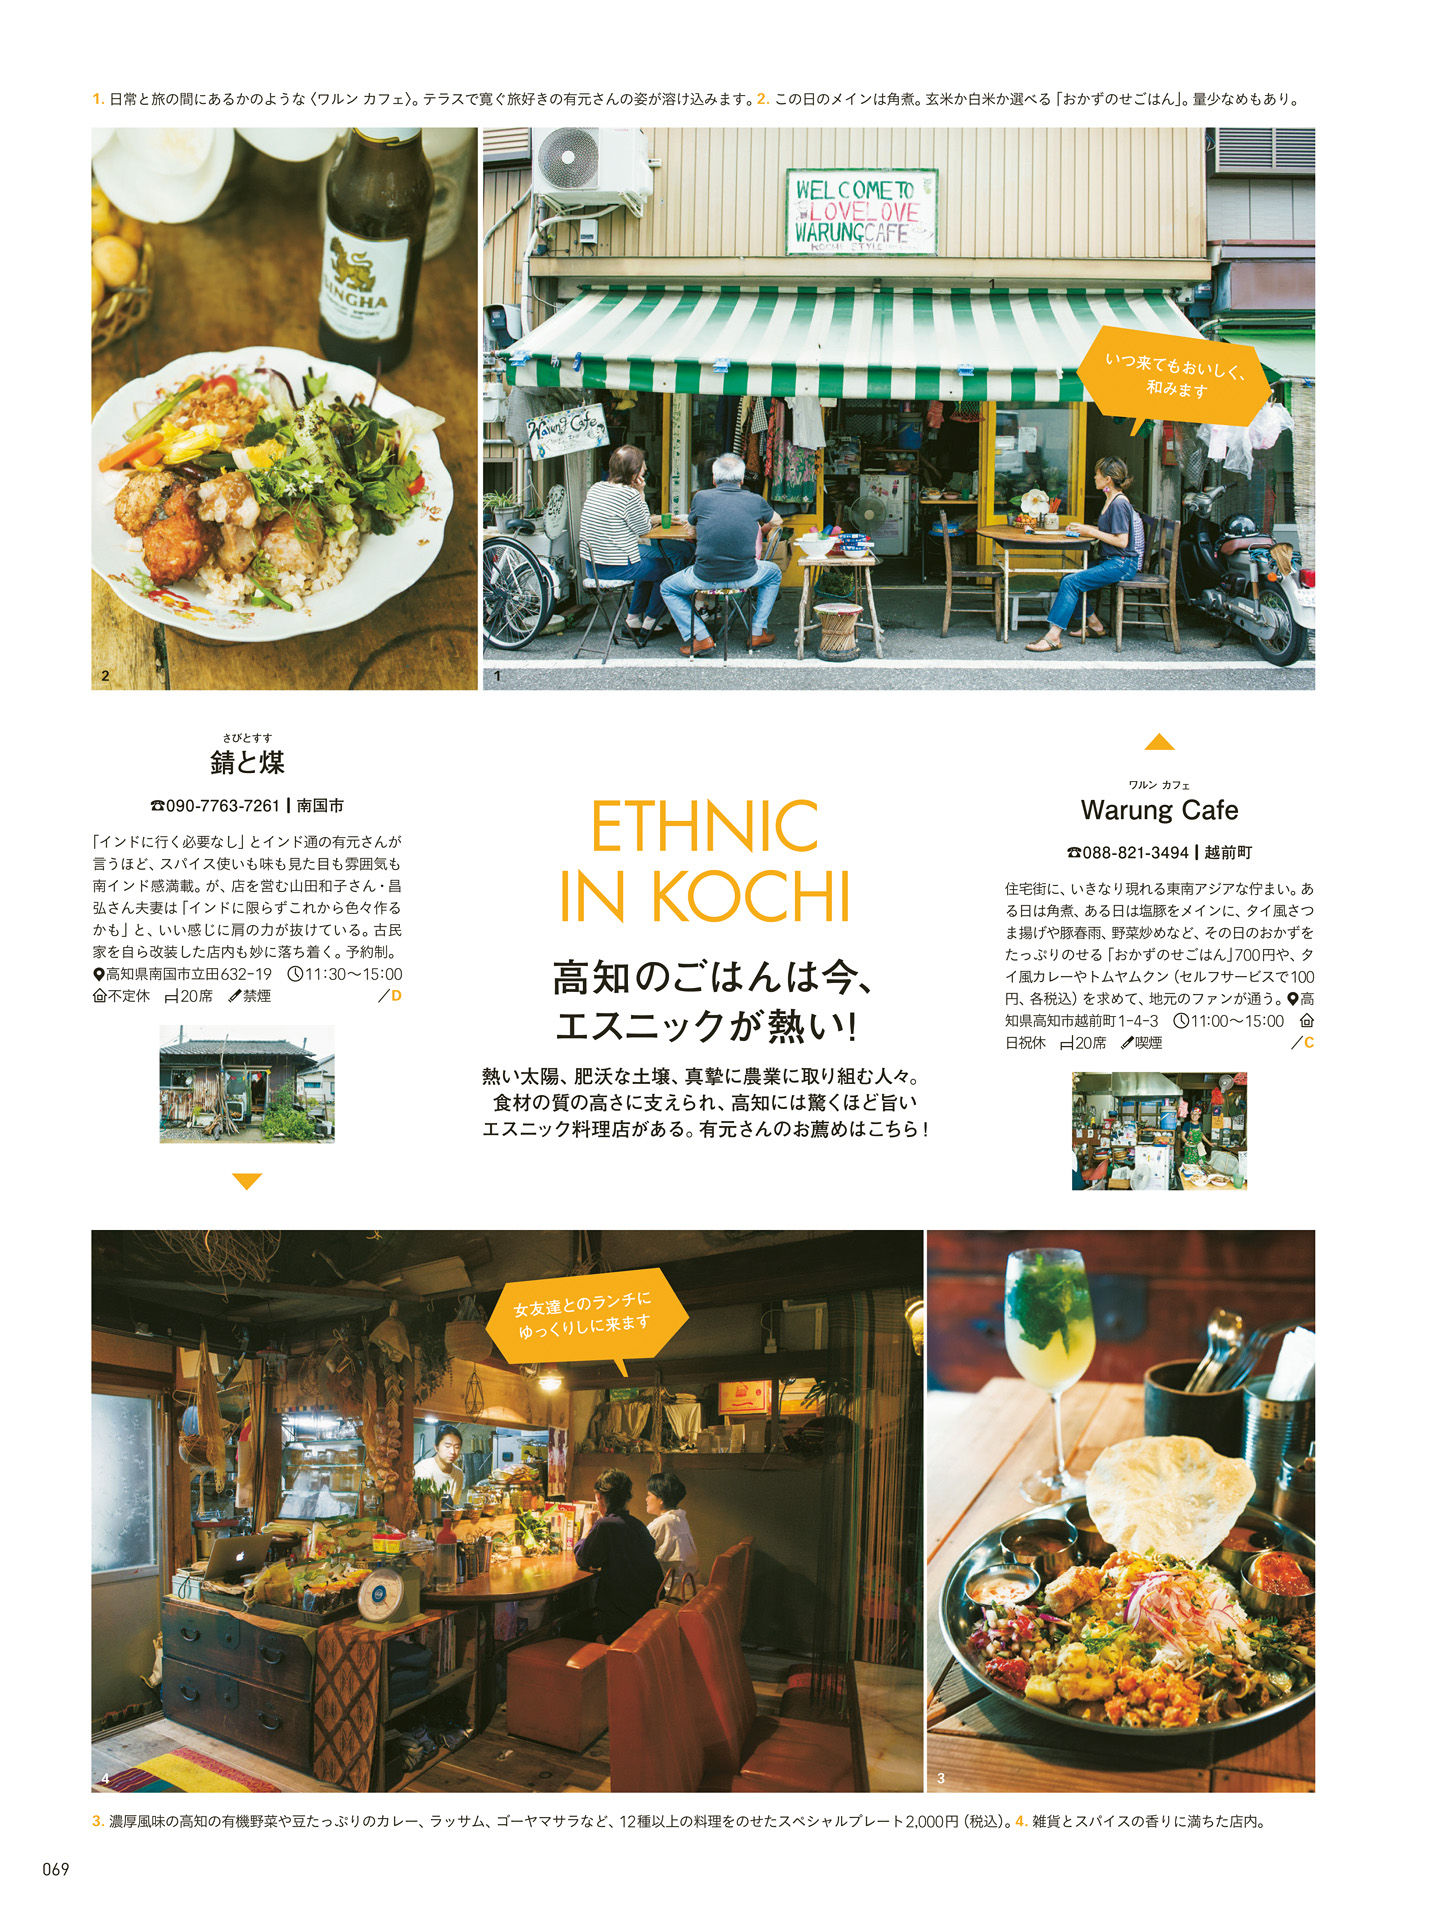 1. 日常と旅の間にあるかのような〈ワルン カフェ〉。テラスで寛ぐ旅好きの有元さんの姿が溶け込みます。2. この日のメインは角煮。玄米か白米か選べる「おかずのせごはん」。量少なめもあり。
SINGHA
2
WELCOME TO
LOVELOVE
WARUNGCAFE
KOCHI STYLE
1
いつ来てもおいしく、
和みます
Warung Cafe
1
さびとすす
錆と煤
☎090-7763-7261┃南国市
「インドに行く必要なし」とインド通の有元さんが
言うほど、スパイス使いも味も見た目も雰囲気も
南インド感満載。が、店を営む山田和子さん・昌
弘さん夫妻は「インドに限らずこれから色々作る
かも」と、いい感じに肩の力が抜けている。古民
家を自ら改装した店内も妙に落ち着く。予約制。
高知県南国市立田632-19 11:30〜15:00
不定休 20席 禁煙 /D
ETHNIC
IN KOCHI
高知のごはんは今、
エスニックが熱い!
熱い太陽、肥沃な土壌、真摯に農業に取り組む人々。
食材の質の高さに支えられ、高知には驚くほど旨い
エスニック料理店がある。有元さんのお薦めはこちら!
ワルン カフェ
Warung Cafe
☎088-821-3494┃越前町
住宅街に、いきなり現れる東南アジアな佇まい。あ
る日は角煮、ある日は塩豚をメインに、タイ風さつ
ま揚げや豚春雨、野菜炒めなど、その日のおかずを
たっぷりのせる「おかずのせごはん」700円や、タ
イ風カレーやトムヤムクン(セルフサービスで100
円、各税込)を求めて、地元のファンが通う。高
知県高知市越前町1-4-3 11:00〜15:00
日祝休 20席 喫煙 /C
女友達とのランチに
ゆっくりしに来ます
4
3
3. 濃厚風味の高知の有機野菜や豆たっぷりのカレー、ラッサム、ゴーヤマサラなど、12種以上の料理をのせたスペシャルプレート2,000円(税込)。4. 雑貨とスパイスの香りに満ちた店内。
069